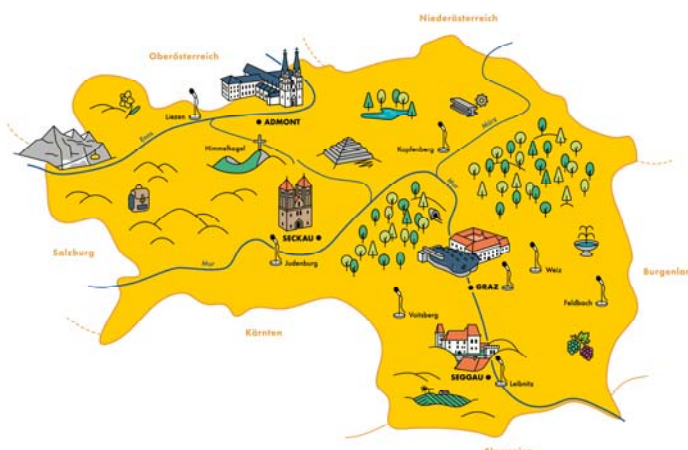 Niederösterreich
Oberösterreich
Liezen
ADMONT
Enns
Mürz
Himmelkogel
Kapfenberg
Mur
SECKAU
Salzburg
Mur
Judenburg
Weiz
Burgenlan
GRAZ
Feldbach
Voitsberg
Kärnten
SEGGAU
Leibnitz